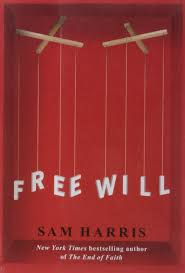 FREE WILL
SAM HARRIS
New York Times bestselling author
of The End of Faith